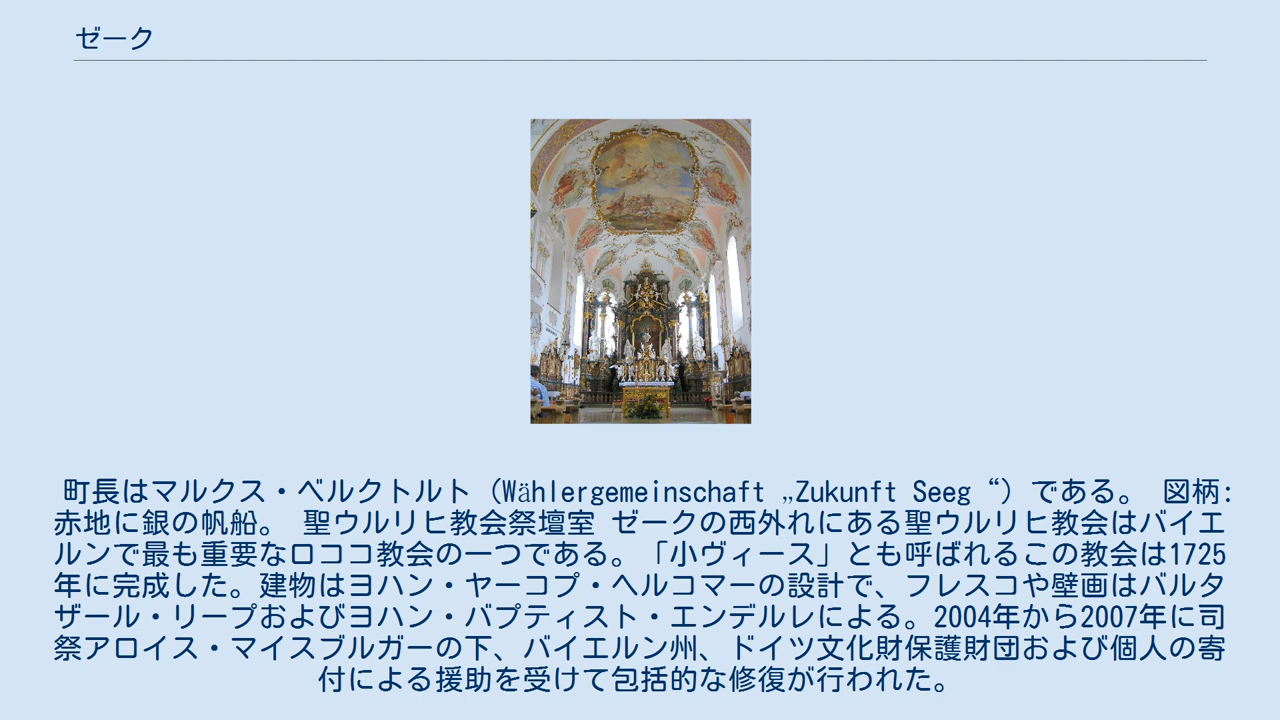 ゼーク
町長はマルクス・ベルクトルト（Wählergemeinschaft „Zukunft Seeg “）である。 図柄:
赤地に銀の帆船。 聖ウルリヒ教会祭壇室 ゼークの西外れにある聖ウルリヒ教会はバイエ
ルンで最も重要なロココ教会の一つである。「小ヴィース」とも呼ばれるこの教会は1725
年に完成した。建物はヨハン・ヤーコプ・ヘルコマーの設計で、フレスコや壁画はバルタ
ザール・リープおよびヨハン・バプティスト・エンデルレによる。2004年から2007年に司
祭アロイス・マイスブルガーの下、バイエルン州、ドイツ文化財保護財団および個人の寄
付による援助を受けて包括的な修復が行われた。